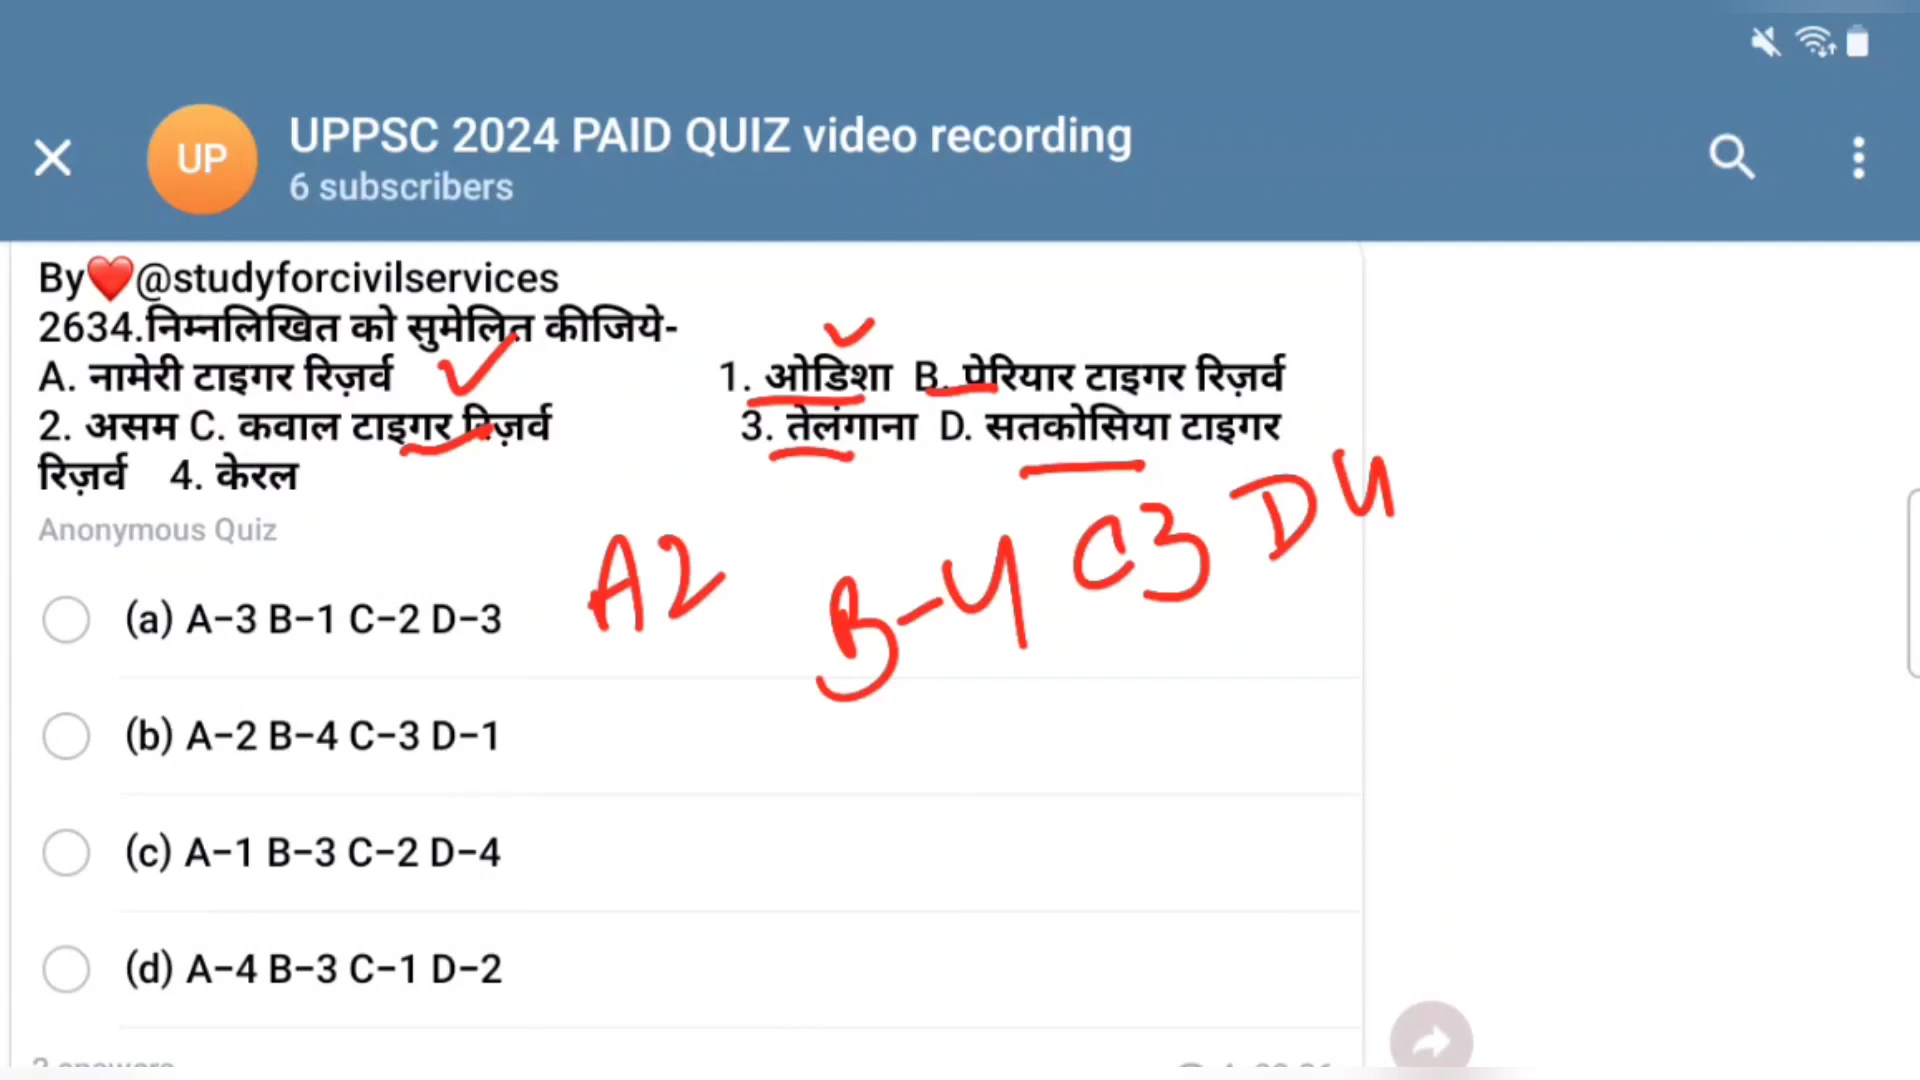 UP
UPPSC 2024 PAID QUIZ video recording
6 subscribers
By❤️@studyforcivilservices
2634.निम्नलिखित को सुमेलित कीजिये-
A. नामेरी टाइगर रिज़र्व 1. ओडिशा B. पेरियार टाइगर रिज़र्व
2. असम C. कवाल टाइगर रिज़र्व 3. तेलंगाना D. सतकोसिया टाइगर
रिज़र्व 4. केरल
Anonymous Quiz
A2 B-4 C3 D4
(a) A-3 B-1 C-2 D-3
(b) A-2 B-4 C-3 D-1
(c) A-1 B-3 C-2 D-4
(d) A-4 B-3 C-1 D-2